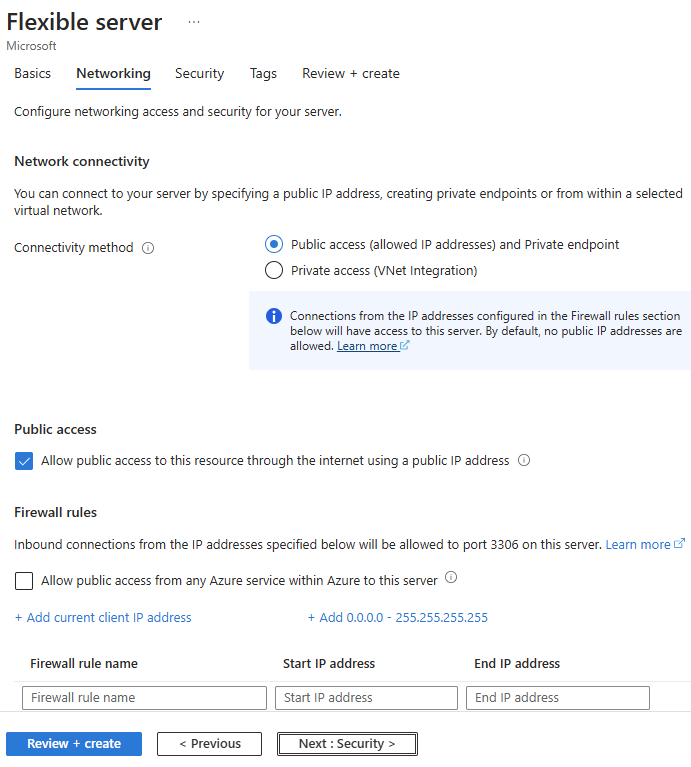 Flexible server ...
Microsoft
Basics Networking Security Tags Review + create
Configure networking access and security for your server.
Network connectivity
You can connect to your server by specifying a public IP address, creating private endpoints or from within a selected
virtual network.
Connectivity method
Public access (allowed IP addresses) and Private endpoint
Private access (VNet Integration)
Connections from the IP addresses configured in the Firewall rules section
below will have access to this server. By default, no public IP addresses are
allowed. Learn more
Public access
Allow public access to this resource through the internet using a public IP address
Firewall rules
Inbound connections from the IP addresses specified below will be allowed to port 3306 on this server. Learn more
Allow public access from any Azure service within Azure to this server
+ Add current client IP address + Add 0.0.0.0 - 255.255.255.255
Firewall rule name Start IP address End IP address
Firewall rule name Start IP address End IP address
Review + create < Previous Next : Security >